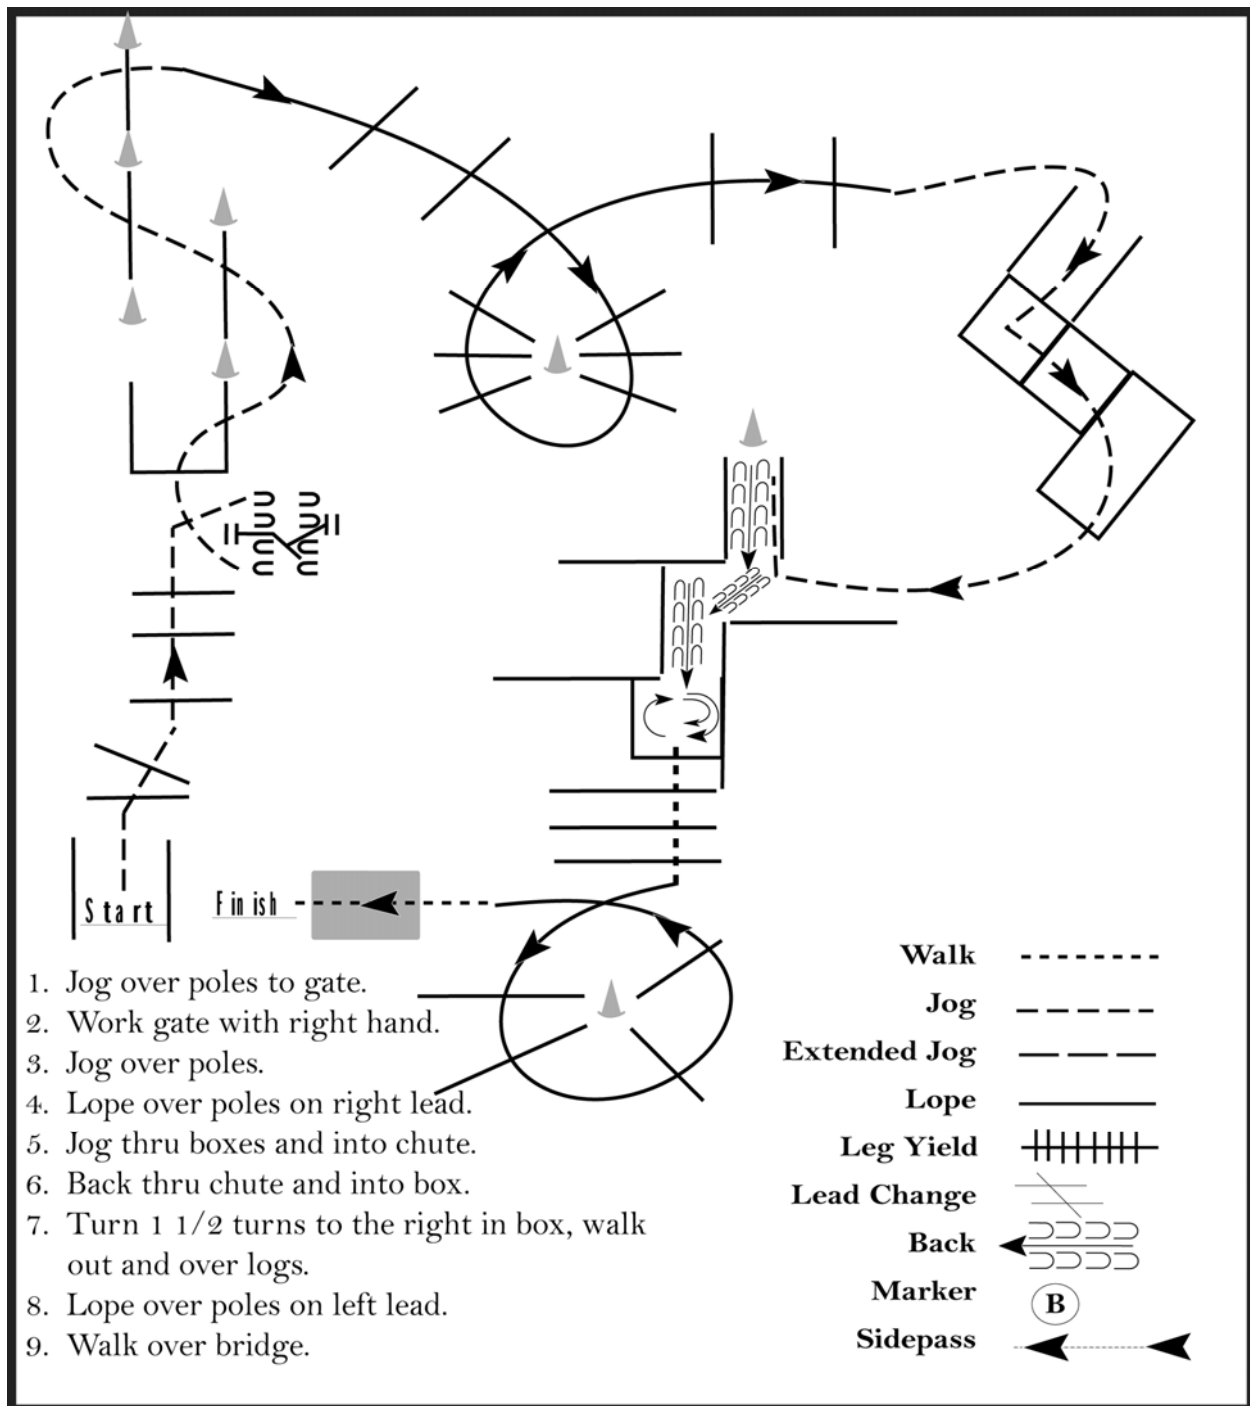 Start
Finish
1. Jog over poles to gate.
2. Work gate with right hand.
3. Jog over poles.
4. Lope over poles on right lead.
5. Jog thru boxes and into chute.
6. Back thru chute and into box.
7. Turn 1 1/2 turns to the right in box, walk
out and over logs.
8. Lope over poles on left lead.
9. Walk over bridge.
Walk
Jog
Extended Jog
Lope
Leg Yield
Lead Change
Back
Marker B
Sidepass